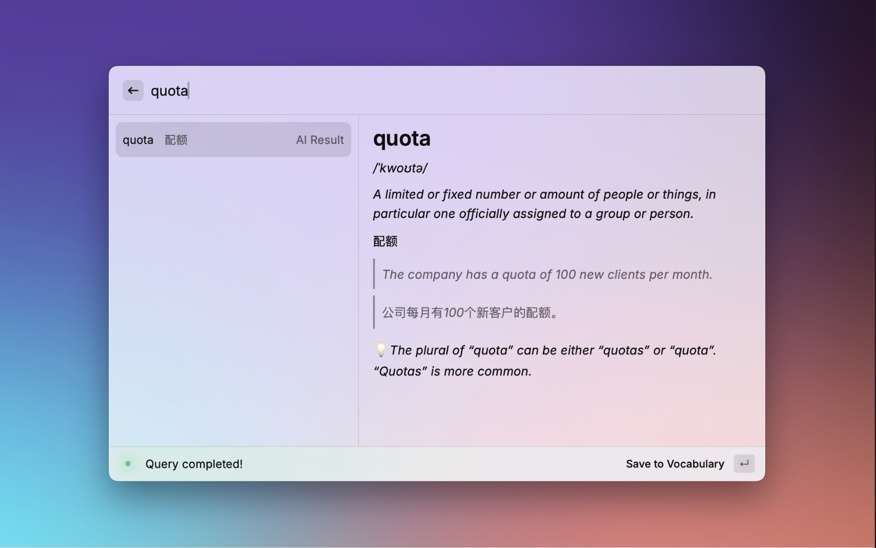 quota
quota 配额 AI Result
quota
/ˈkwoʊtə/
A limited or fixed number or amount of people or things, in
particular one officially assigned to a group or person.
配额
The company has a quota of 100 new clients per month.
公司每月有100个新客户的配额。
💡 The plural of “quota” can be either “quotas” or “quota”.
“Quotas” is more common.
Query completed!
Save to Vocabulary